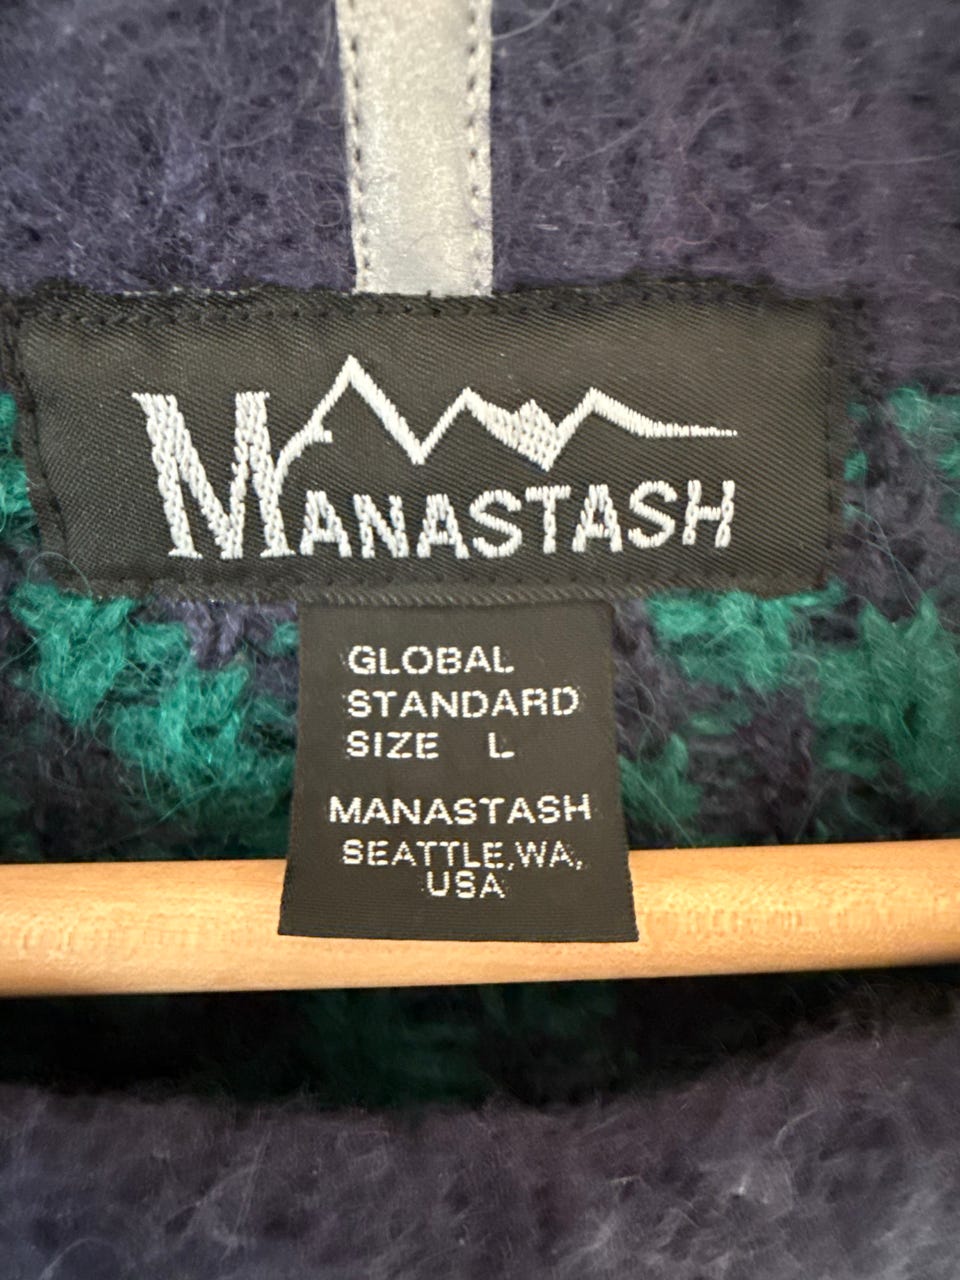 MANASTASH
GLOBAL
STANDARD
SIZE L
MANASTASH
SEATTLE,WA,
USA